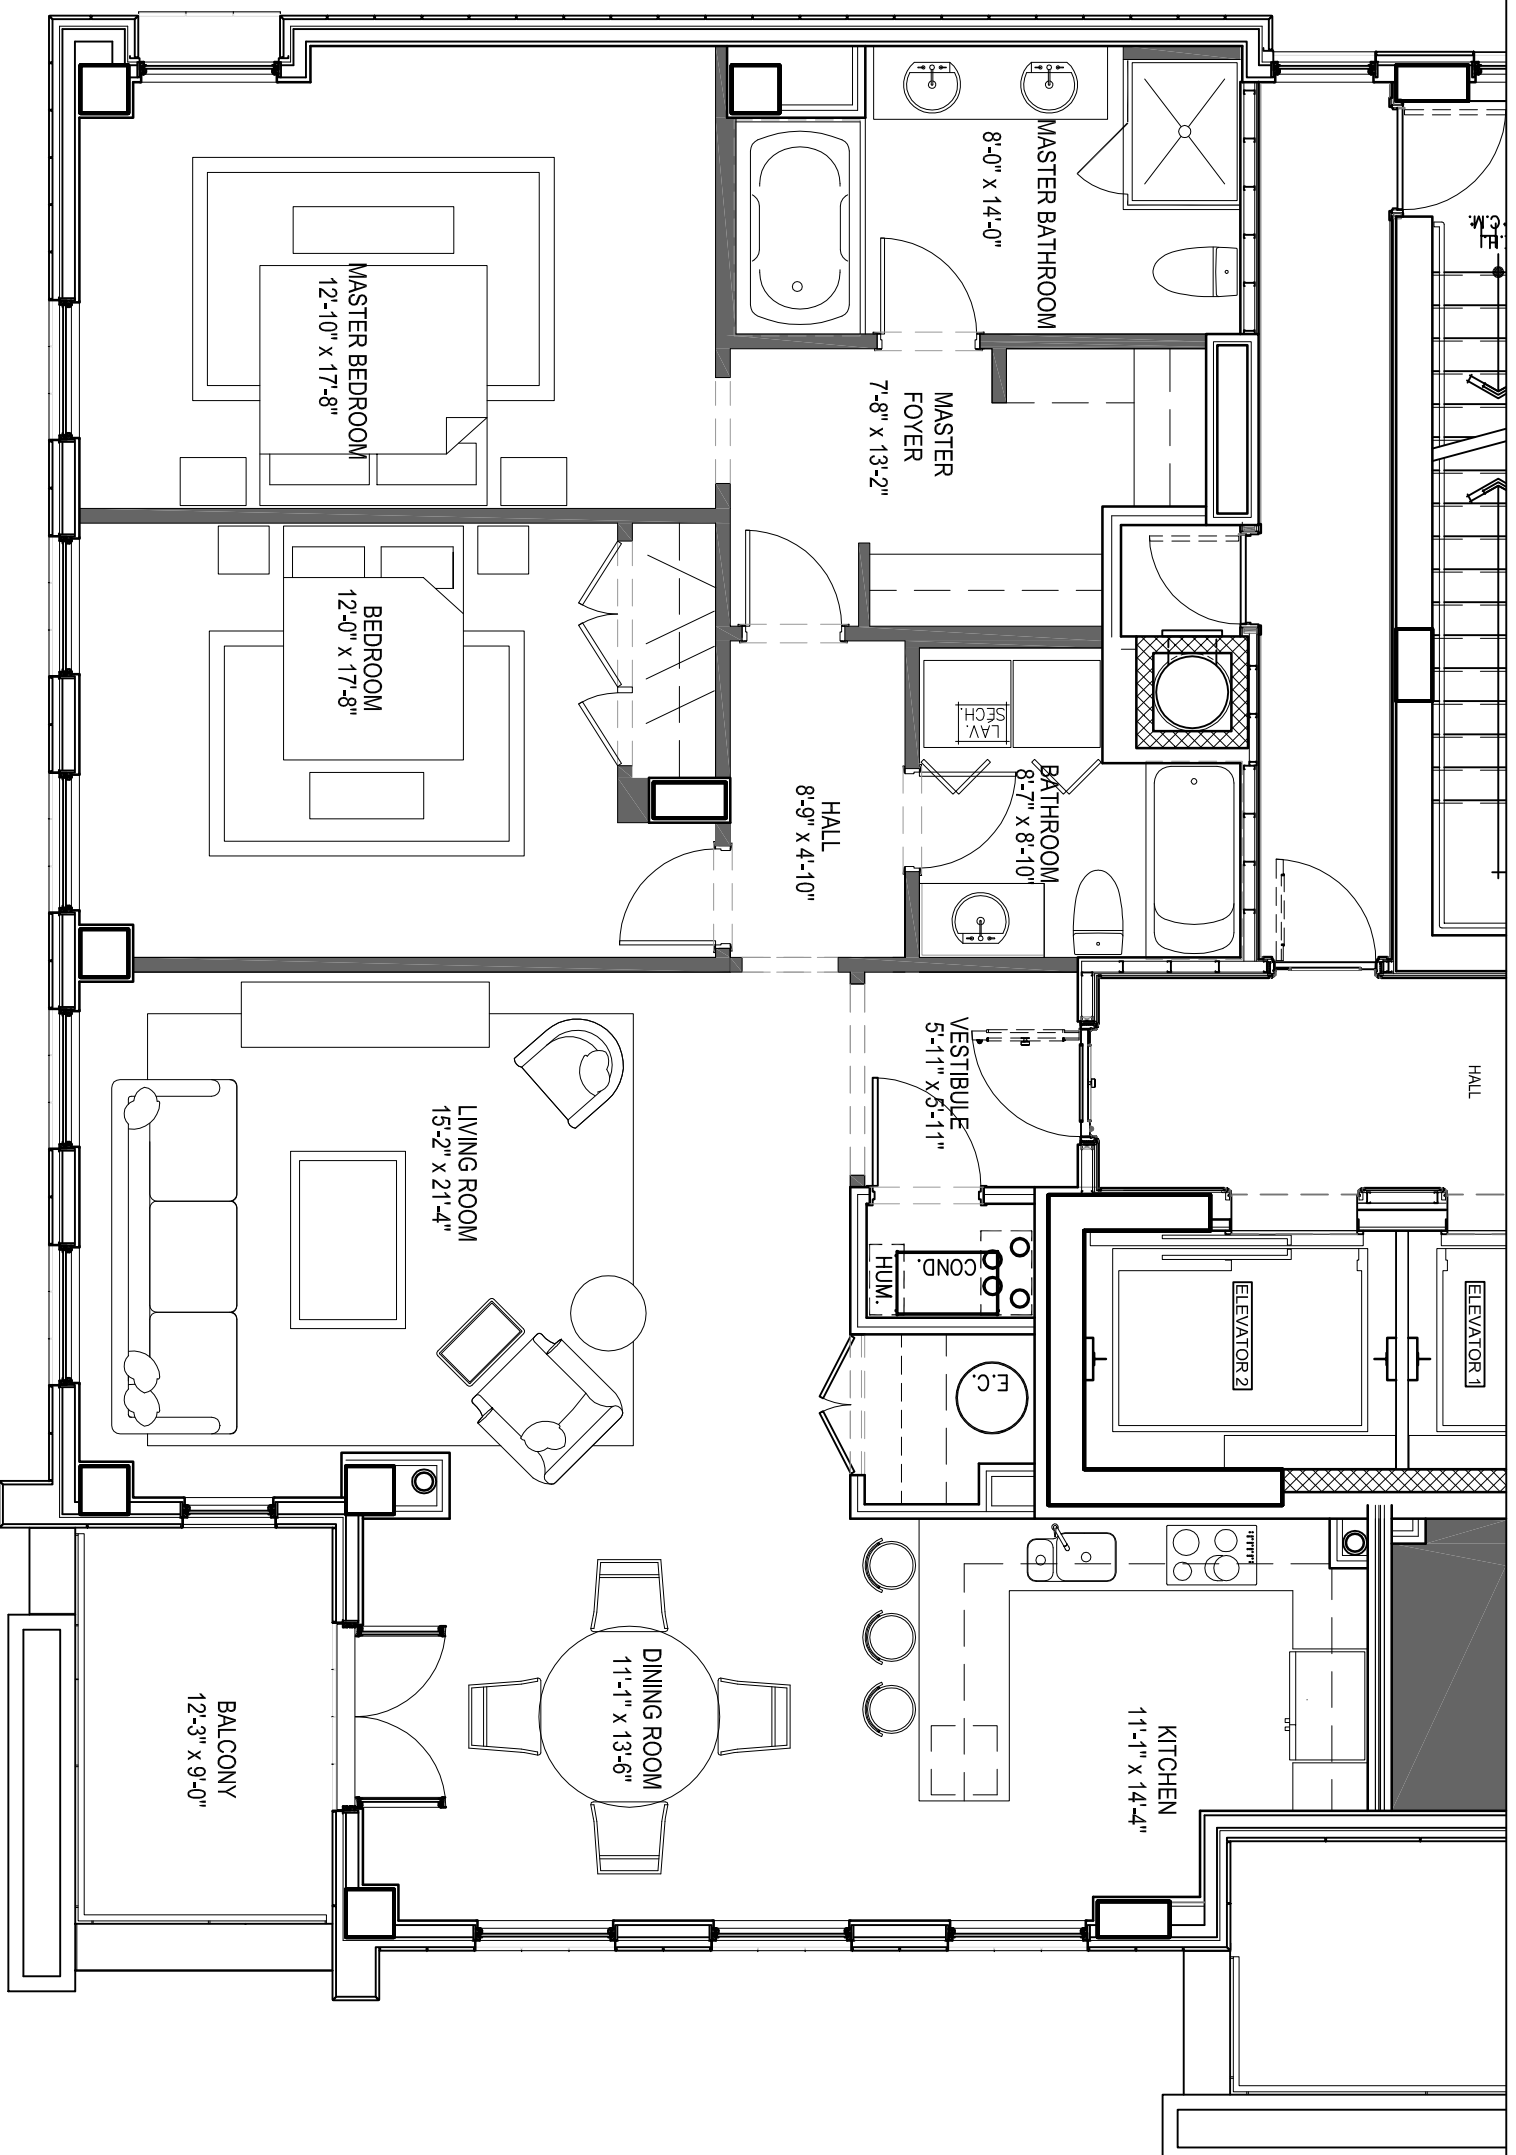 MASTER BATHROOM
8'-0" x 14'-0"
MASTER BEDROOM
12'-10" x 17'-8"
MASTER
FOYER
7'-8" x 13'-2"
BEDROOM
12'-0" x 17'-8"
LAV.
SÉCH.
BATHROOM
8'-7" x 8'-10"
HALL
8'-9" x 4'-10"
VESTIBULE
5'-11" x 5'-11"
HALL
LIVING ROOM
15'-2" x 21'-4"
COND.
HUM.
ELEVATOR 1
ELEVATOR 2
E.C.
KITCHEN
11'-1" x 14'-4"
DINING ROOM
11'-1" x 13'-6"
BALCONY
12'-3" x 9'-0"